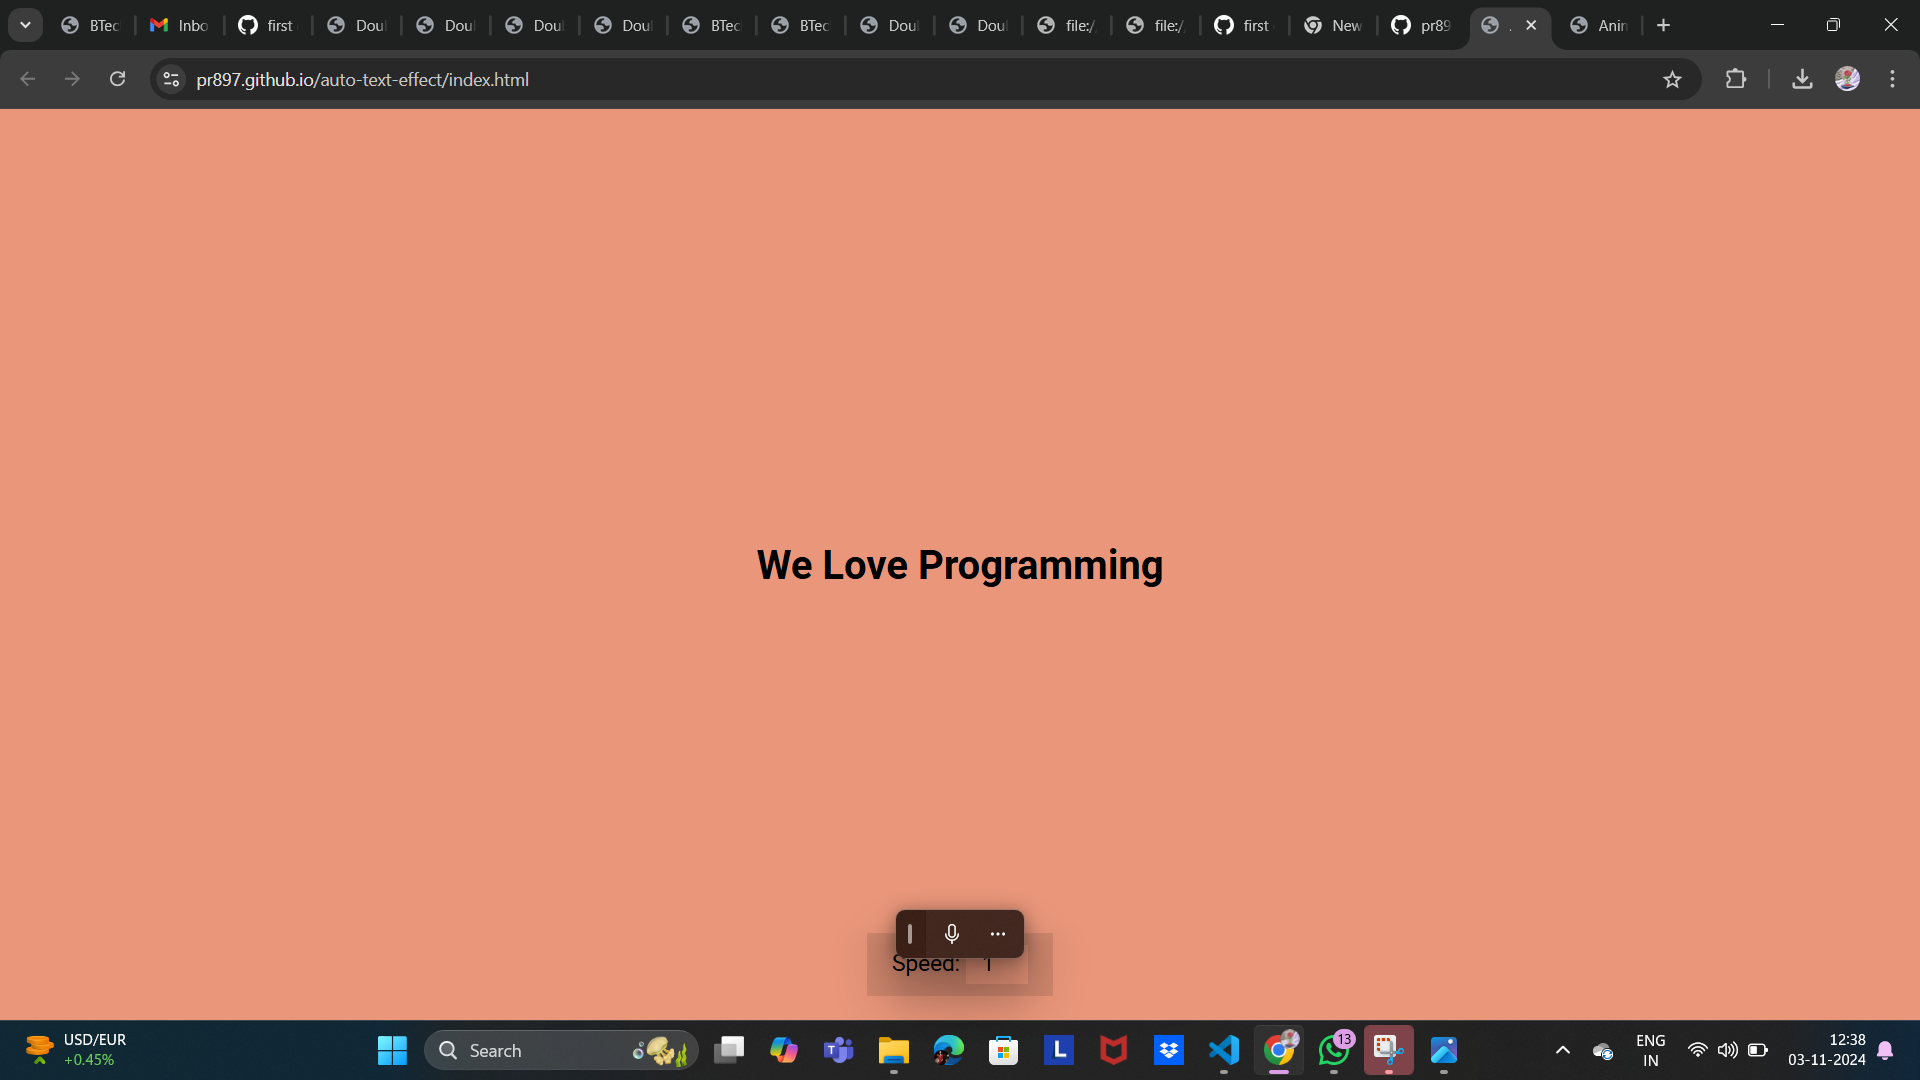 BTec
Inbo
first
Doul
Doul
Doul
Doul
BTec
BTec
Doul
Doul
file:/
file:/
first
New
pr89
Anin
pr897.github.io/auto-text-effect/index.html
We Love Programming
Speed: 1
USD/EUR
+0.45%
Search
L
T
13
ENG
IN
12:38
03-11-2024